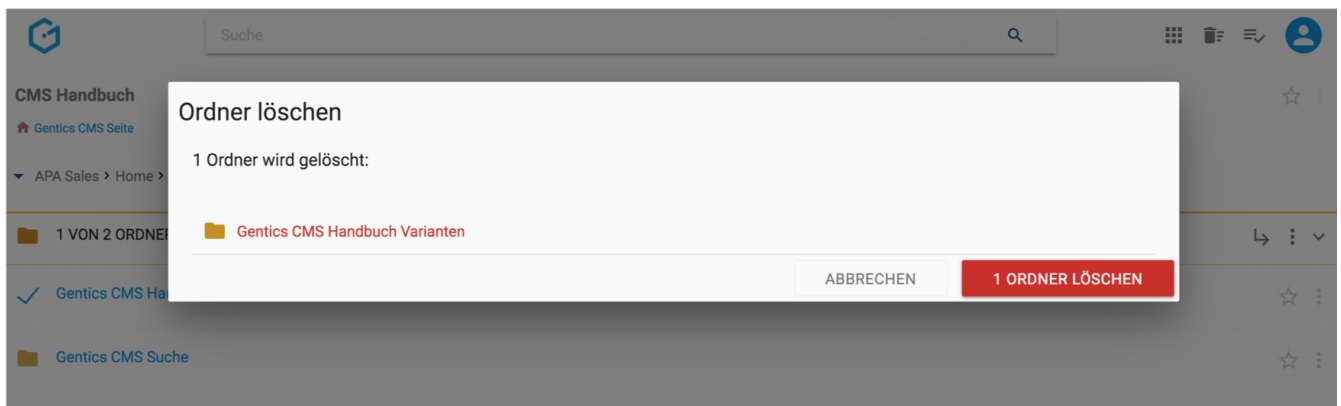 Suche
CMS Handbuch
Gentics CMS Seite
APA Sales > Home >
Ordner löschen
1 Ordner wird gelöscht:
Gentics CMS Handbuch Varianten
ABBRECHEN
1 ORDNER LÖSCHEN
1 VON 2 ORDNE
Gentics CMS Ha
Gentics CMS Suche